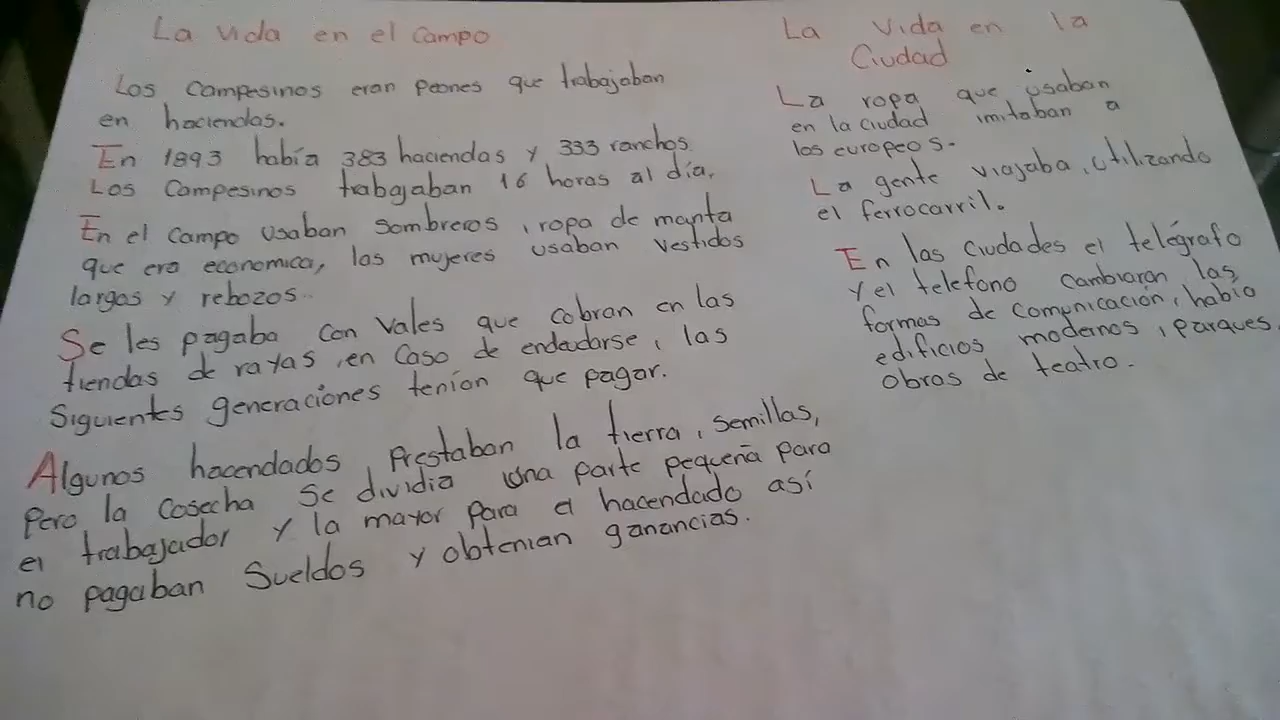 La vida en el campo
Los campesinos eran peones que trabajaban
en haciendas.
En 1893 había 383 haciendas y 333 ranchos.
Los Campesinos trabajaban 16 horas al día.
En el campo usaban sombreros, ropa de manta
que era economica, las mujeres usaban vestidos
largos y rebozos..
Se les pagaba con vales que cobran en las
tiendas de rayas, en caso de endeudarse, las
siguientes generaciones tenían que pagar.
Algunos hacendados, prestaban la tierra, semillas,
pero la cosecha se dividía una parte pequeña para
el trabajador y la mayor para el hacendado así
no pagaban sueldos y obtenian ganancias.
La vida en la
Ciudad
La ropa que usaban
en la ciudad imitaban a
los europeos.
La gente viajaba, utilizando
el ferrocarril.
En las ciudades el telégrafo
y el telefono cambiaron las
formas de comunicación, había
edificios modernos, parques,
obras de teatro.